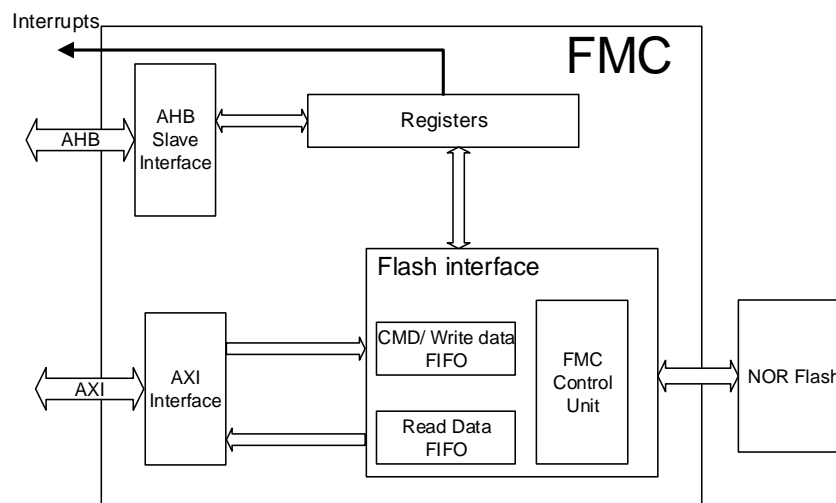 Interrupts
FMC
AHB
AHB
Slave
Interface
Registers
Flash interface
CMD/ Write data
FIFO
Read Data
FIFO
FMC
Control
Unit
AXI
AXI
Interface
NOR Flash